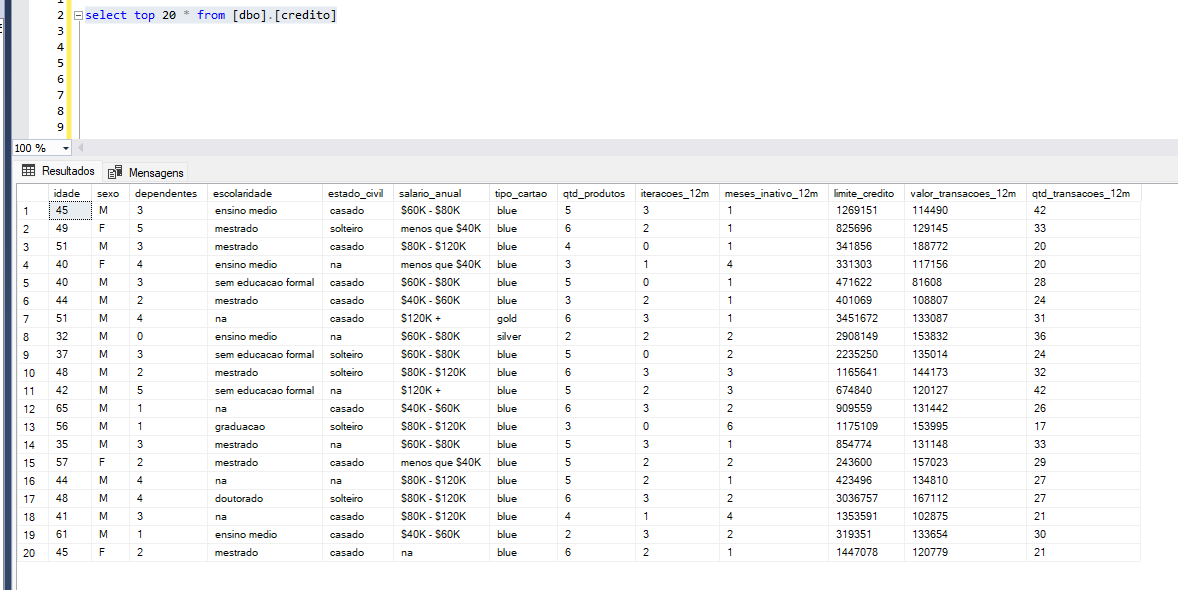 1
2 select top 20 * from [dbo].[credito]
3
4
5
6
7
8
9
100 %
Resultados Mensagens
idade sexo dependentes escolaridade estado_civil salario_anual tipo_cartao qtd_produtos iteracoes_12m meses_inativo_12m limite_credito valor_transacoes_12m qtd_transacoes_12m
1 45 M 3 ensino medio casado $60K - $80K blue 5 3 1 1269151 114490 42
2 49 F 5 mestrado solteiro menos que $40K blue 6 2 1 825696 129145 33
3 51 M 3 mestrado casado $80K - $120K blue 4 0 1 341856 188772 20
4 40 F 4 ensino medio na menos que $40K blue 3 1 4 331303 117156 20
5 40 M 3 sem educacao formal casado $60K - $80K blue 5 0 1 471622 81608 28
6 44 M 2 mestrado casado $40K - $60K blue 3 2 1 401069 108807 24
7 51 M 4 na casado $120K + gold 6 3 1 3451672 133087 31
8 32 M 0 ensino medio na $60K - $80K silver 2 2 2 2908149 153832 36
9 37 M 3 sem educacao formal solteiro $60K - $80K blue 5 0 2 2235250 135014 24
10 48 M 2 mestrado solteiro $80K - $120K blue 6 3 3 1165641 144173 32
11 42 M 5 sem educacao formal na $120K + blue 5 2 3 674840 120127 42
12 65 M 1 na casado $40K - $60K blue 6 3 2 909559 131442 26
13 56 M 1 graduacao solteiro $80K - $120K blue 3 0 6 1175109 153995 17
14 35 M 3 mestrado na $60K - $80K blue 5 3 1 854774 131148 33
15 57 F 2 mestrado casado menos que $40K blue 5 2 2 243600 157023 29
16 44 M 4 na na $80K - $120K blue 5 2 1 423496 134810 27
17 48 M 4 doutorado solteiro $80K - $120K blue 6 3 2 3036757 167112 27
18 41 M 3 na casado $80K - $120K blue 4 1 4 1353591 102875 21
19 61 M 1 ensino medio casado $40K - $60K blue 2 3 2 319351 133654 30
20 45 F 2 mestrado casado na blue 6 2 1 1447078 120779 21